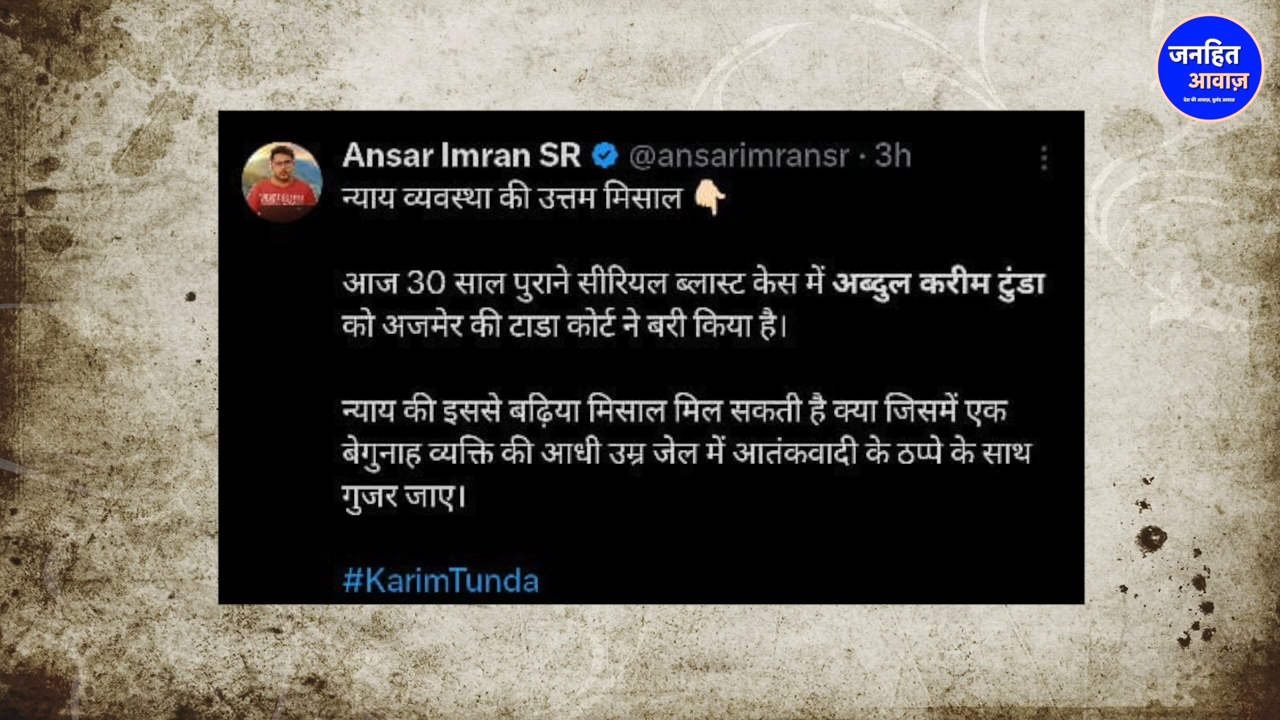 जनहित
आवाज़
Ansar Imran SR @ansarimransr · 3h
न्याय व्यवस्था की उत्तम मिसाल 👇🏻
आज 30 साल पुराने सीरियल ब्लास्ट केस में अब्दुल करीम टुंडा
को अजमेर की टाडा कोर्ट ने बरी किया है।
न्याय की इससे बढ़िया मिसाल मिल सकती है क्या जिसमें एक
बेगुनाह व्यक्ति की आधी उम्र जेल में आतंकवादी के ठप्पे के साथ
गुजर जाए।
#KarimTunda